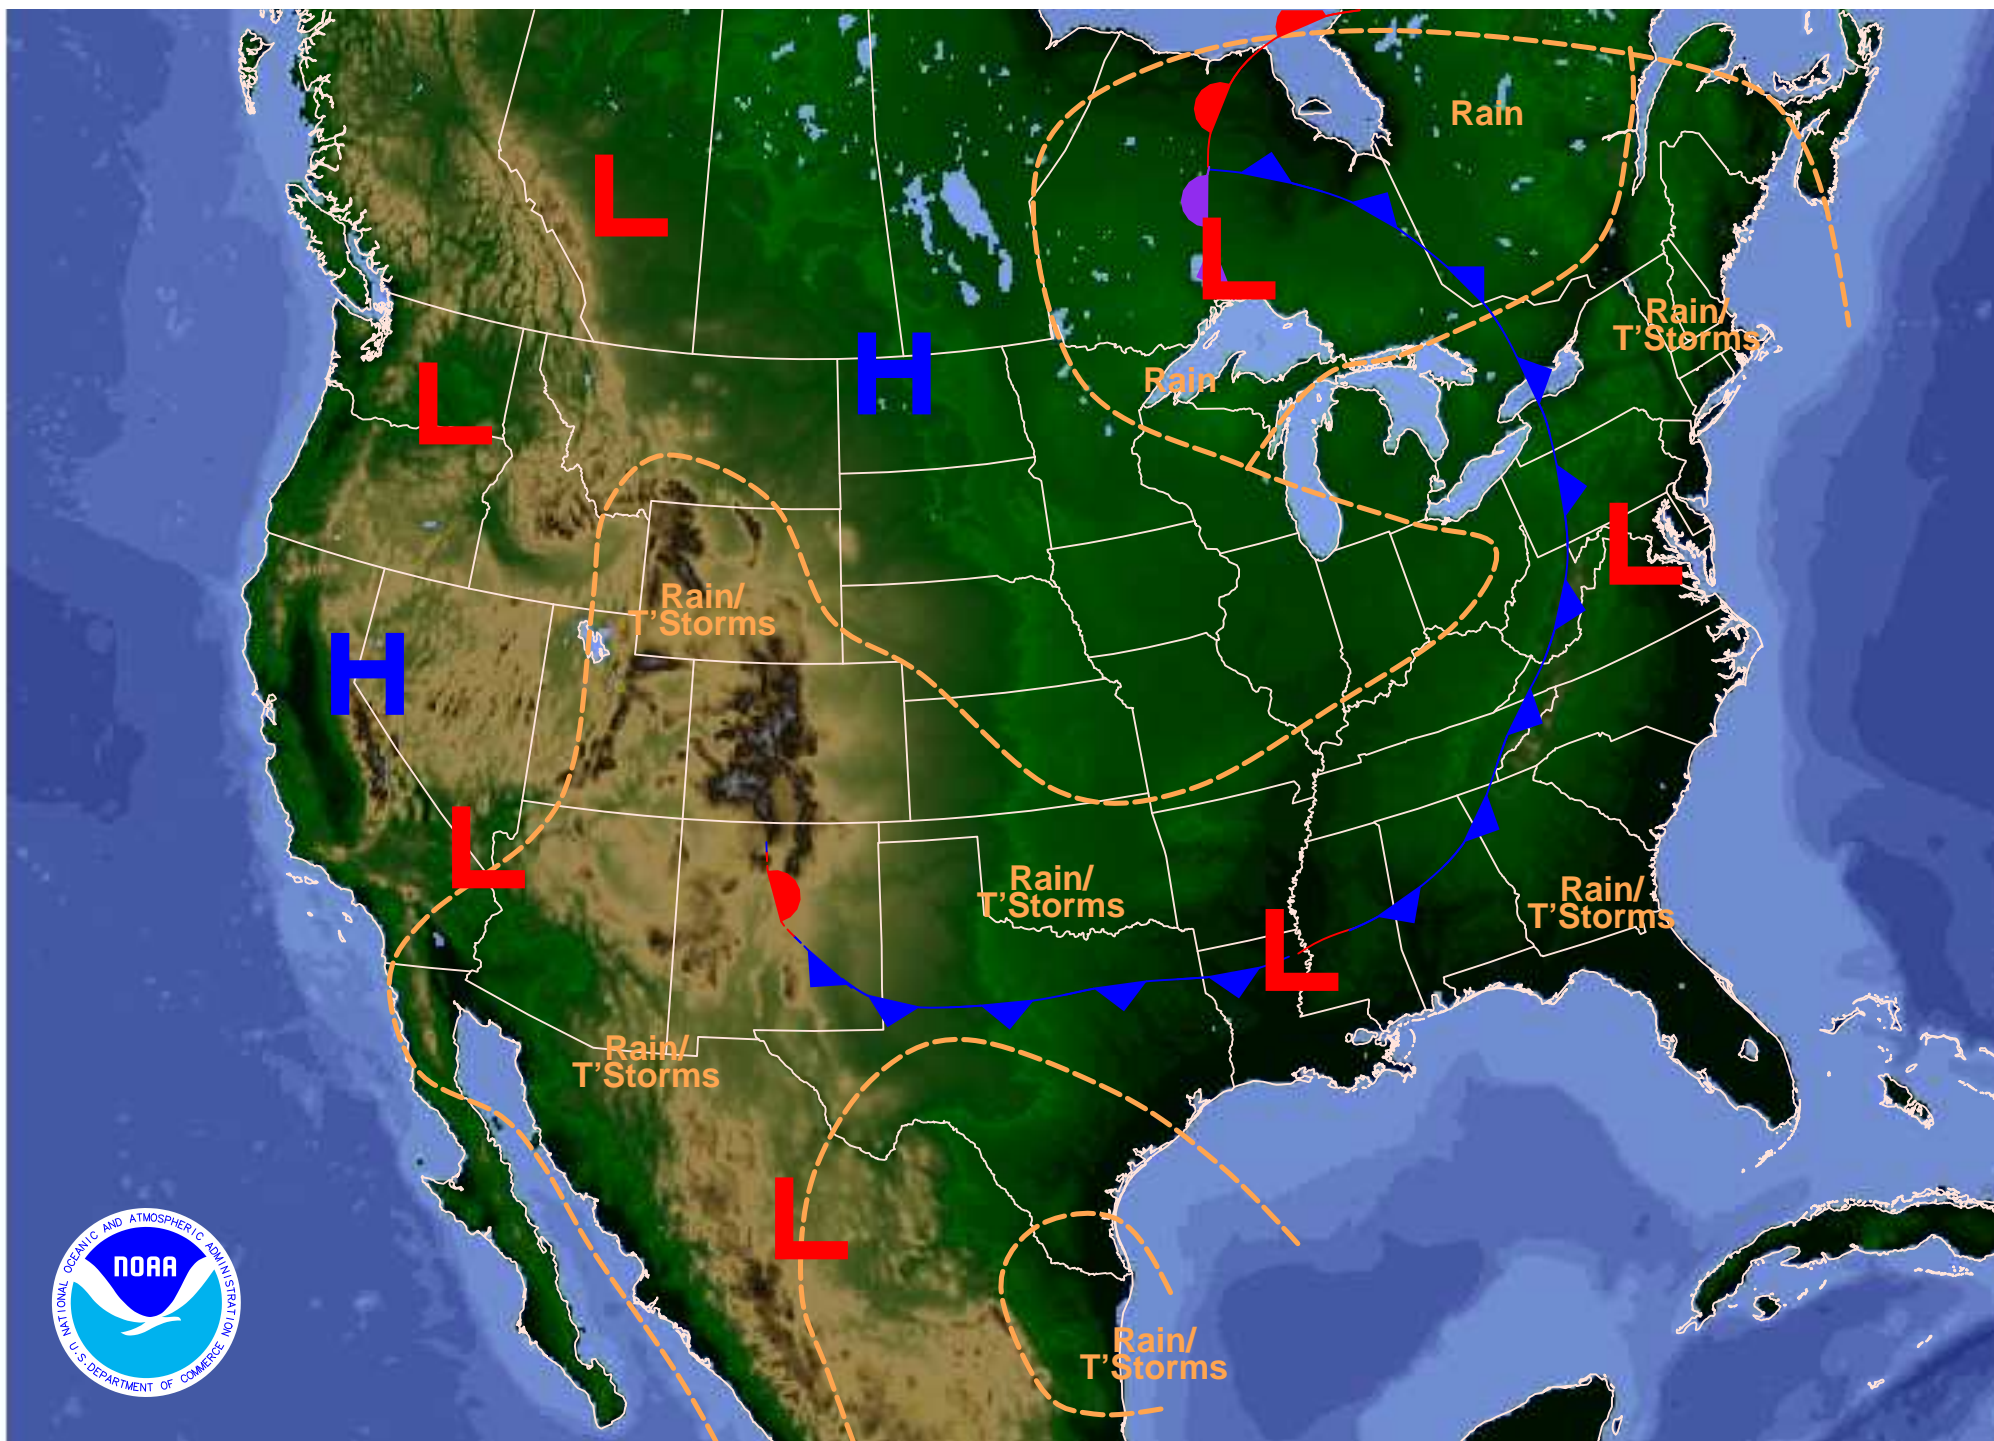 Rain
L
L
Rain/
T'Storms
H
Rain
L
L
Rain/
T'Storms
H
L
Rain/
T'Storms
Rain/
T'Storms
L
Rain/
T'Storms
L
NATIONAL OCEANIC AND ATMOSPHERIC ADMINISTRATION
NOAA
U.S. DEPARTMENT OF COMMERCE
Rain/
T'Storms